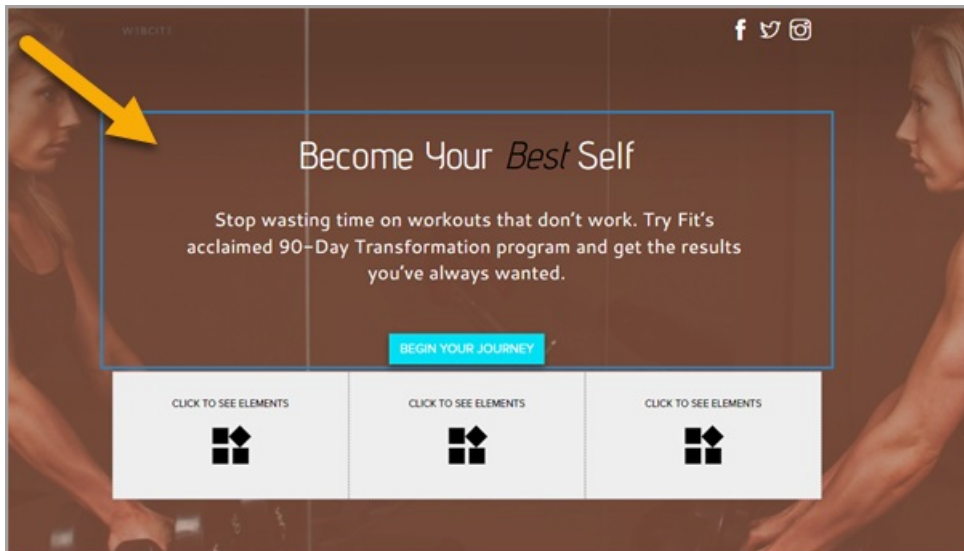 Become Your Best Self
Stop wasting time on workouts that don't work. Try Fit's
acclaimed 90-Day Transformation program and get the results
you've always wanted.
BEGIN YOUR JOURNEY
CLICK TO SEE ELEMENTS
CLICK TO SEE ELEMENTS
CLICK TO SEE ELEMENTS